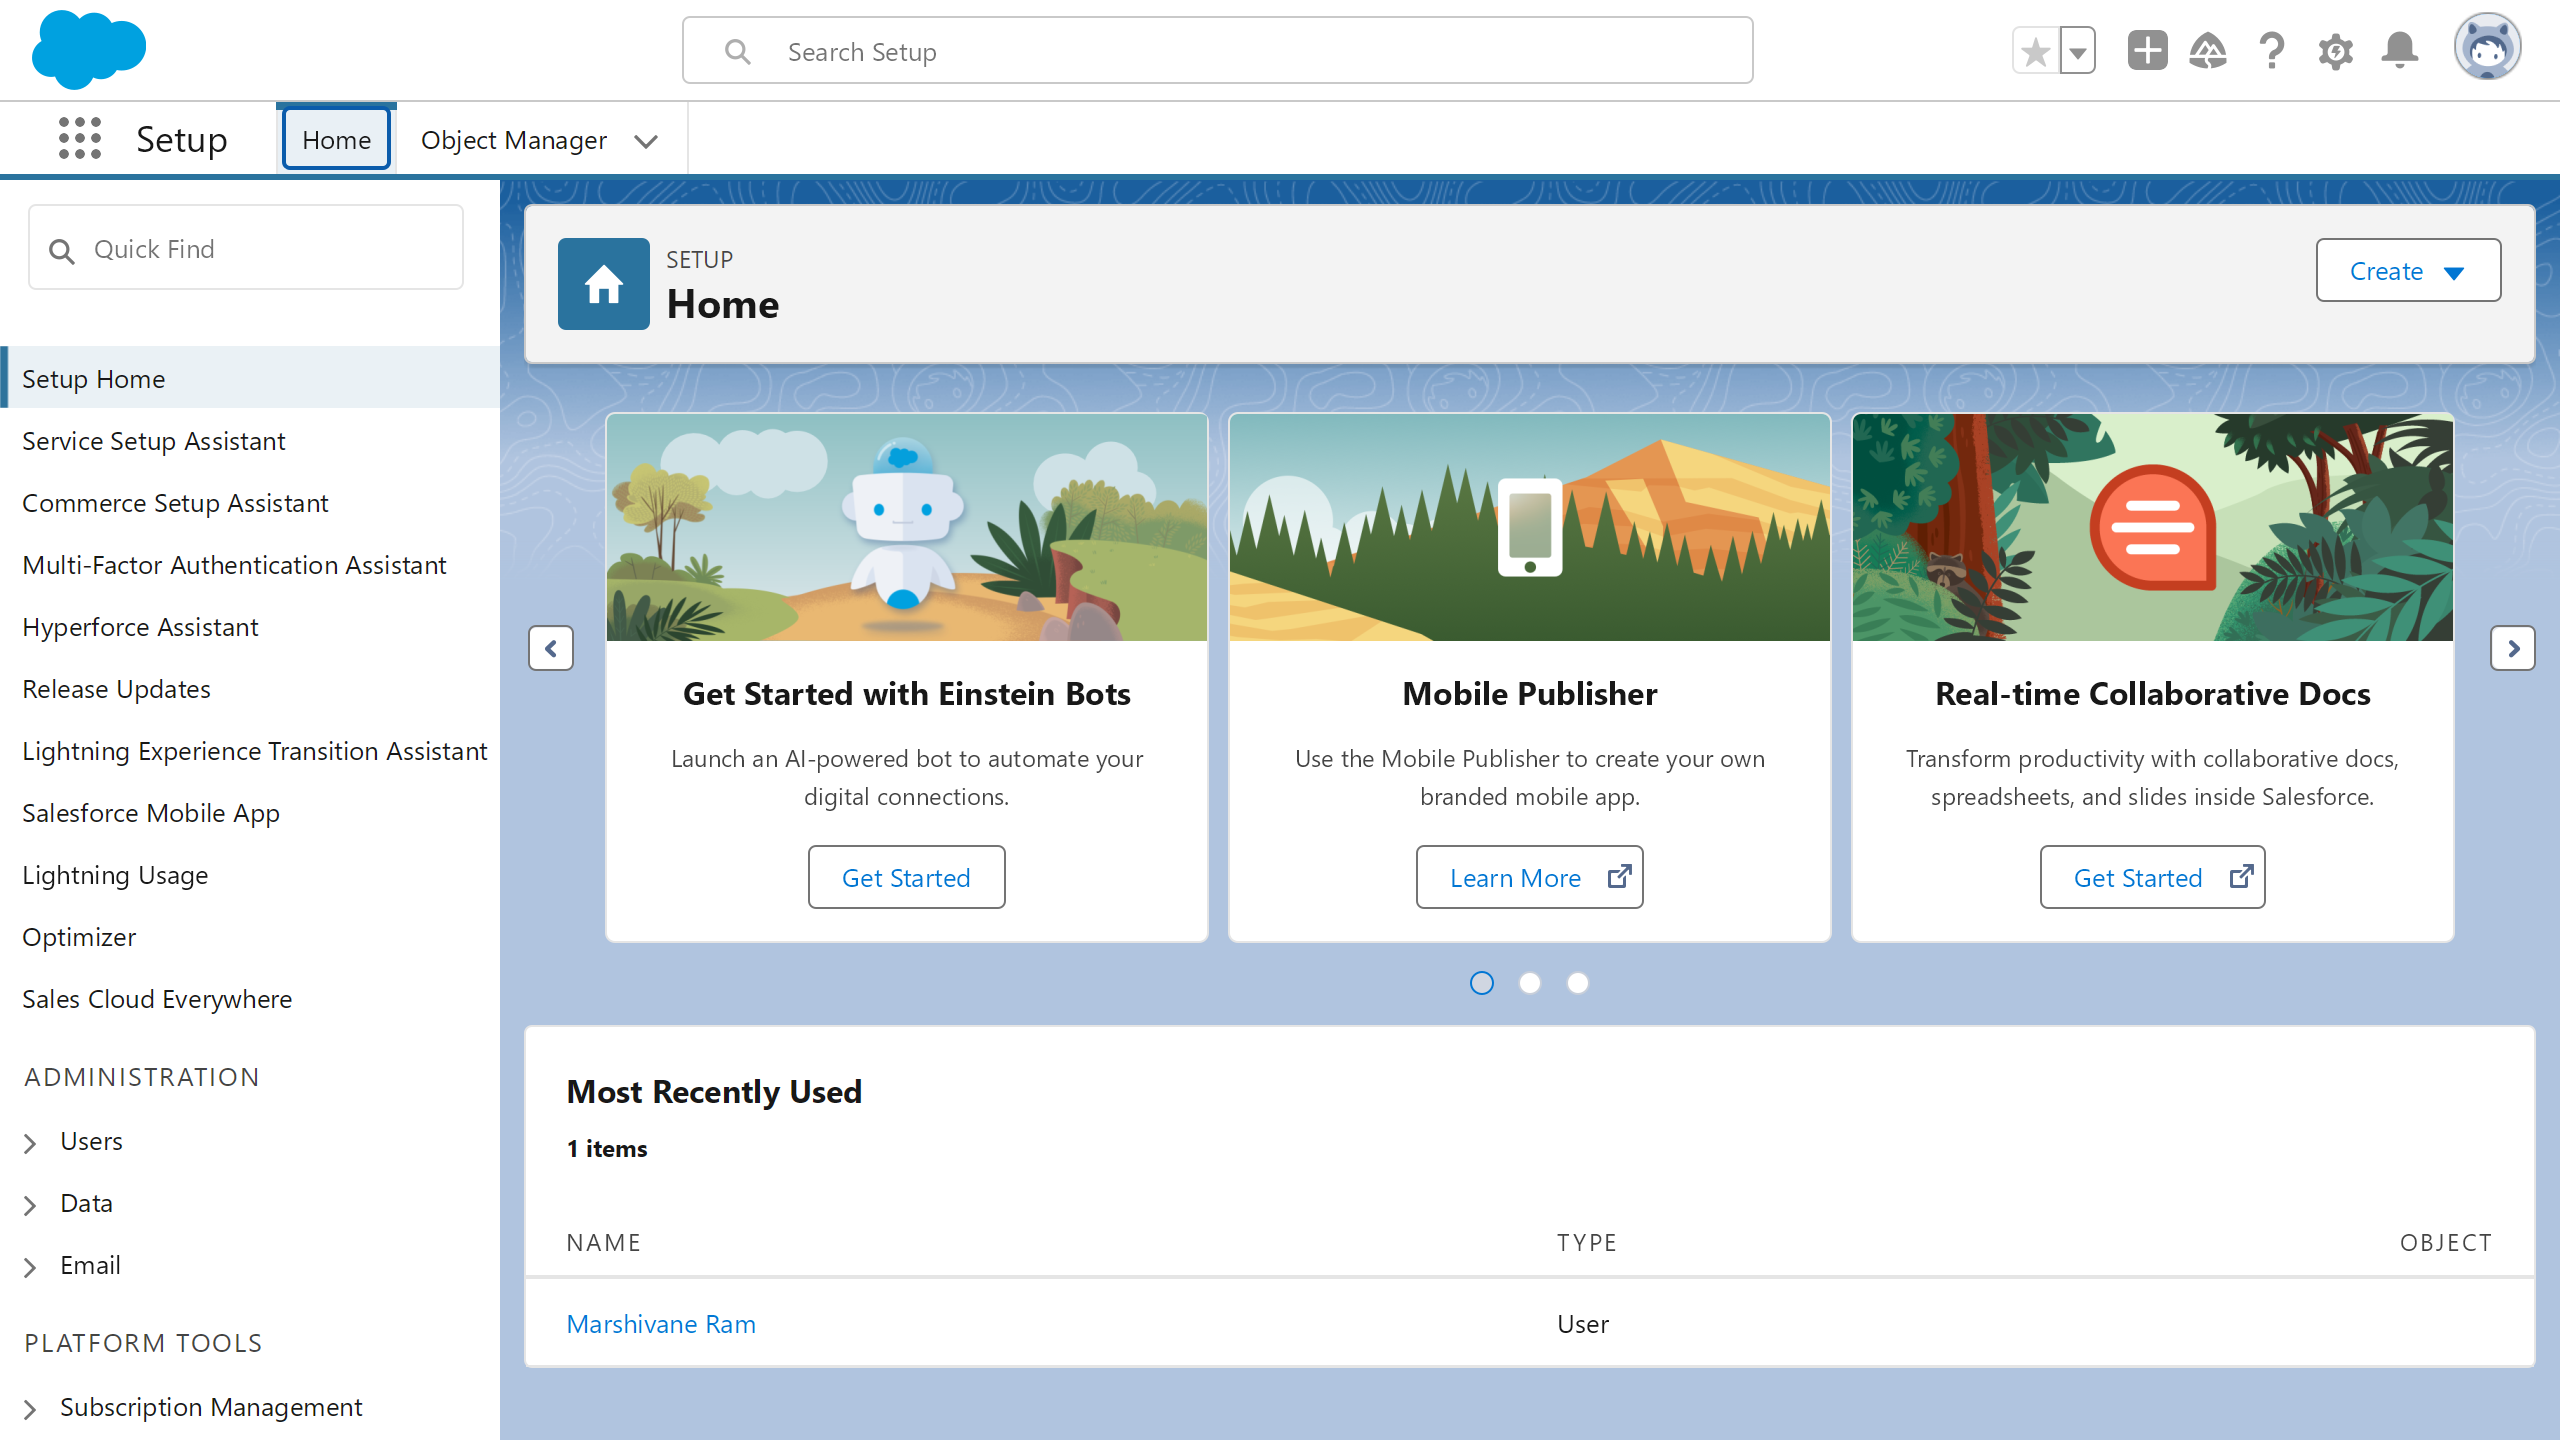 Search Setup
Setup
Home
Object Manager
Quick Find
Setup Home
Service Setup Assistant
Commerce Setup Assistant
Multi-Factor Authentication Assistant
Hyperforce Assistant
Release Updates
Lightning Experience Transition Assistant
Salesforce Mobile App
Lightning Usage
Optimizer
Sales Cloud Everywhere
ADMINISTRATION
Users
Data
Email
PLATFORM TOOLS
Subscription Management
SETUP
Home
Create
Get Started with Einstein Bots
Launch an AI-powered bot to automate your
digital connections.
Get Started
Mobile Publisher
Use the Mobile Publisher to create your own
branded mobile app.
Learn More
Real-time Collaborative Docs
Transform productivity with collaborative docs,
spreadsheets, and slides inside Salesforce.
Get Started
Most Recently Used
1 items
NAME TYPE OBJECT
Marshivane Ram User